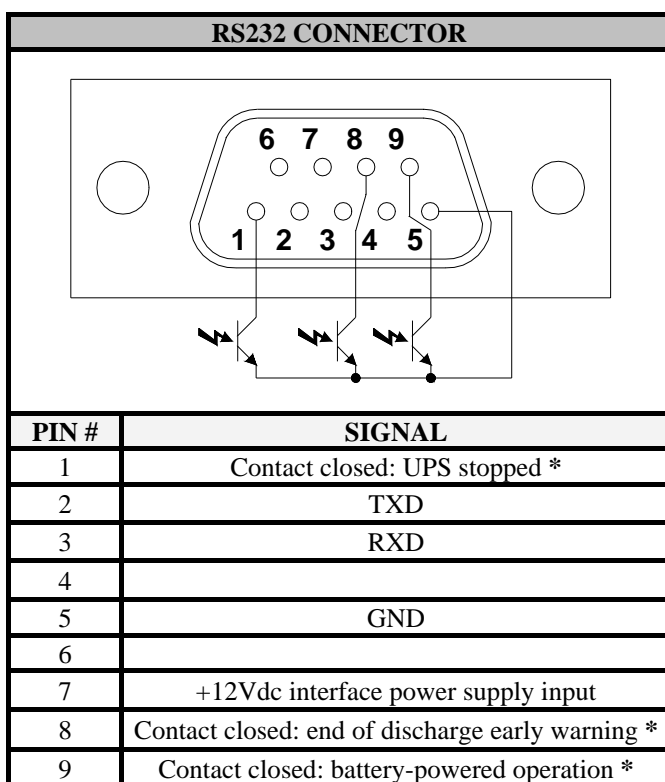 RS232 CONNECTOR
6 7 8 9
1 2 3 4 5
PIN # SIGNAL
1 Contact closed: UPS stopped *
2 TXD
3 RXD
4
5 GND
6
7 +12Vdc interface power supply input
8 Contact closed: end of discharge early warning *
9 Contact closed: battery-powered operation *